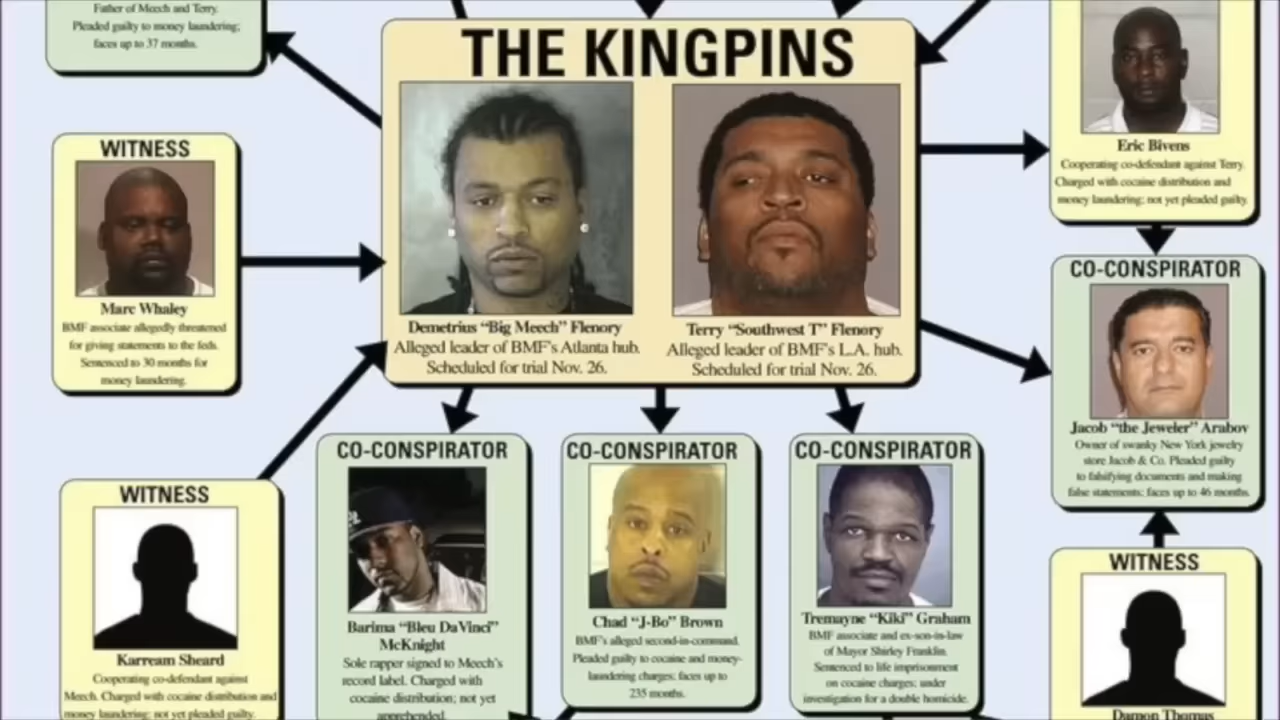 Father of Meech and Terry.
Pleaded guilty to money laundering;
faces up to 37 months.
THE KINGPINS
Demetrius “Big Meech” Flenory
Alleged leader of BMF’s Atlanta hub.
Scheduled for trial Nov. 26.
Terry “Southwest T” Flenory
Alleged leader of BMF’s L.A. hub.
Scheduled for trial Nov. 26.
Eric Bivens
Cooperating co-defendant against Terry.
Charged with cocaine distribution and
money laundering; not yet pleaded guilty.
WITNESS
Marc Whaley
BMF associate allegedly threatened
for giving statements to the feds.
Sentenced to 30 months for
money laundering.
CO-CONSPIRATOR
Jacob “the Jeweler” Arabov
Owner of swanky New York jewelry
store Jacob & Co. Pleaded guilty
to falsifying documents and making
false statements; faces up to 46 months.
WITNESS
Karream Sheard
Cooperating co-defendant against
Meech. Charged with cocaine distribution and
money laundering; not yet pleaded guilty.
CO-CONSPIRATOR
Barima “Bleu DaVinci”
McKnight
Sole rapper signed to Meech’s
record label. Charged with
cocaine distribution; not yet
apprehended.
CO-CONSPIRATOR
Chad “J-Bo” Brown
BMF’s alleged second-in-command.
Pleaded guilty to cocaine and money-
laundering charges; faces up to
235 months.
CO-CONSPIRATOR
Tremayne “Kiki” Graham
BMF associate and ex-son-in-law
of Mayor Shirley Franklin.
Sentenced to life imprisonment
on cocaine charges; under
investigation for a double homicide.
WITNESS
Damon Thomas